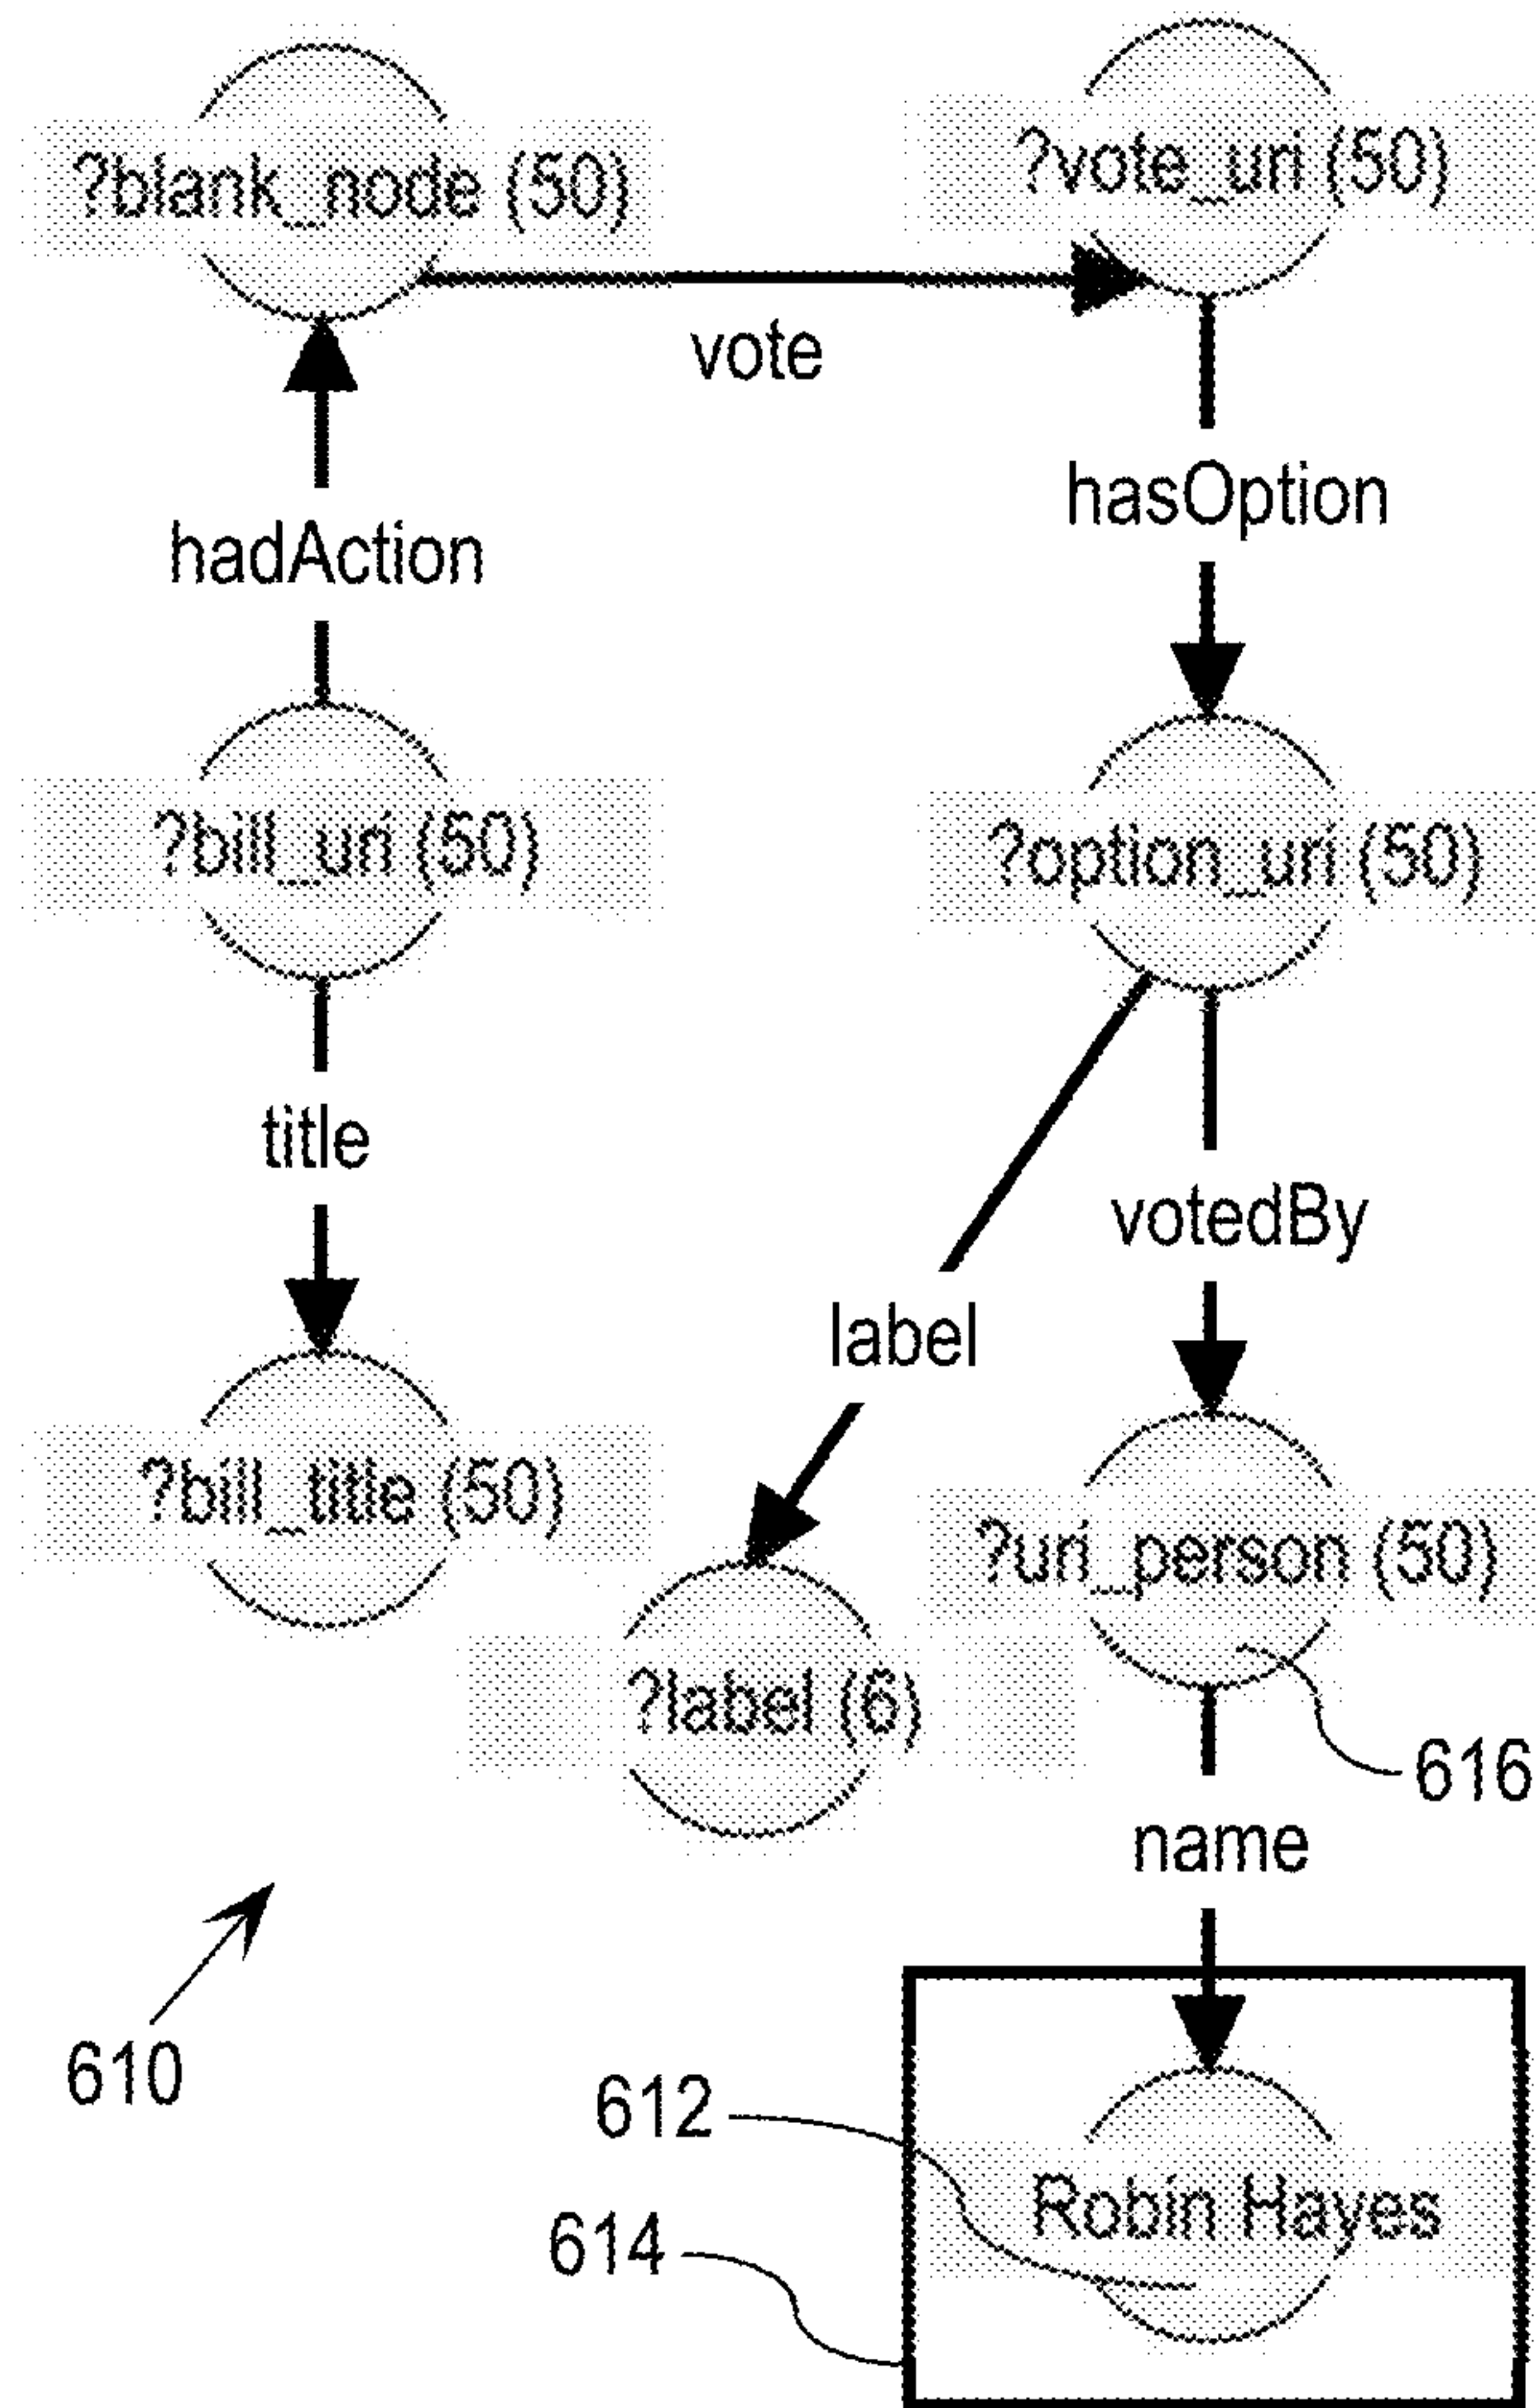 ?blank_node (50)
?vote_uri (50)
vote
hasOption
hadAction
?bill_uri (50)
?option_uri (50)
title
votedBy
label
?bill_title (50)
?uri_person (50)
?label (6)
616
name
610
612
Robin Hayes
614